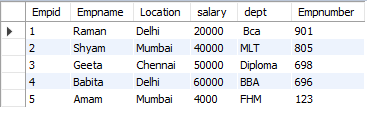 Empid Empname Location salary dept Empnumber
1 Raman Delhi 20000 Bca 901
2 Shyam Mumbai 40000 MLT 805
3 Geeta Chennai 50000 Diploma 698
4 Babita Delhi 60000 BBA 696
5 Amam Mumbai 4000 FHM 123